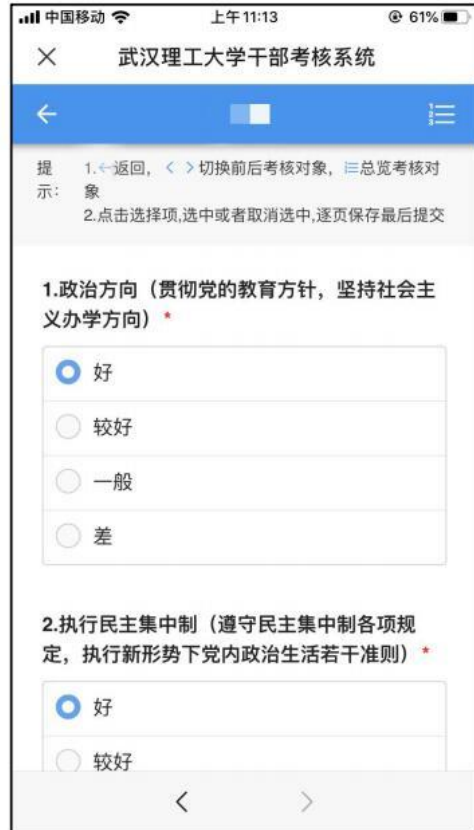 中国移动 上午11:13 61%
武汉理工大学干部考核系统
提示: 1.←返回, < >切换前后考核对象, 总览考核对象
2.点击选择项,选中或者取消选中,逐页保存最后提交
1.政治方向（贯彻党的教育方针，坚持社会主
义办学方向）*
好
较好
一般
差
2.执行民主集中制（遵守民主集中制各项规
定，执行新形势下党内政治生活若干准则）*
好
较好